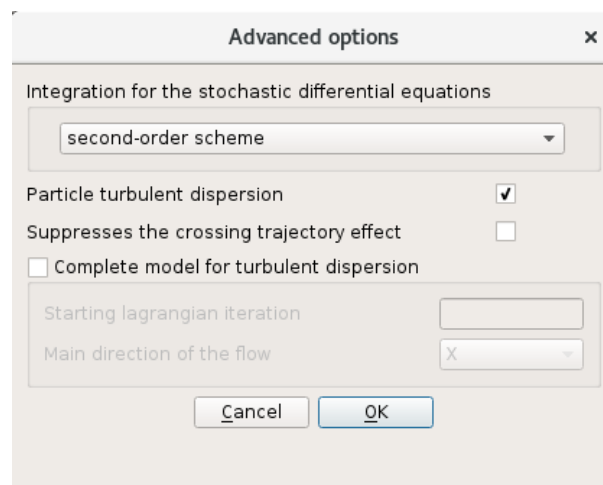 Advanced options
Integration for the stochastic differential equations
second-order scheme
Particle turbulent dispersion
Suppresses the crossing trajectory effect
Complete model for turbulent dispersion
Starting lagrangian iteration
Main direction of the flow X
Cancel OK